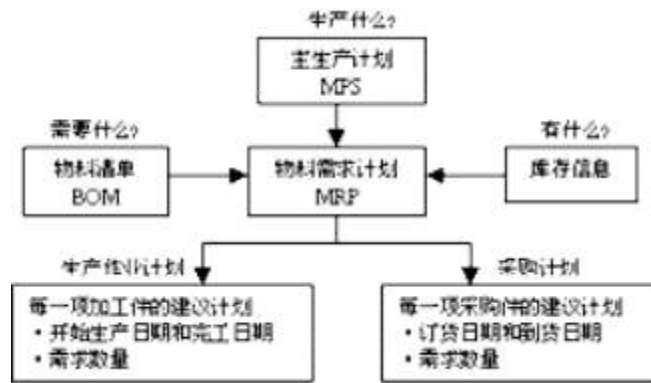 生产什么?
主生产计划
MPS
需要什么?
有什么?
物料清单
BOM
物料需求计划
MRP
库存信息
生产作业计划
采购计划
每一项加工件的建议计划
·开始生产日期和完工日期
·需求数量
每一项采购件的建议计划
·订货日期和到货日期
·需求数量